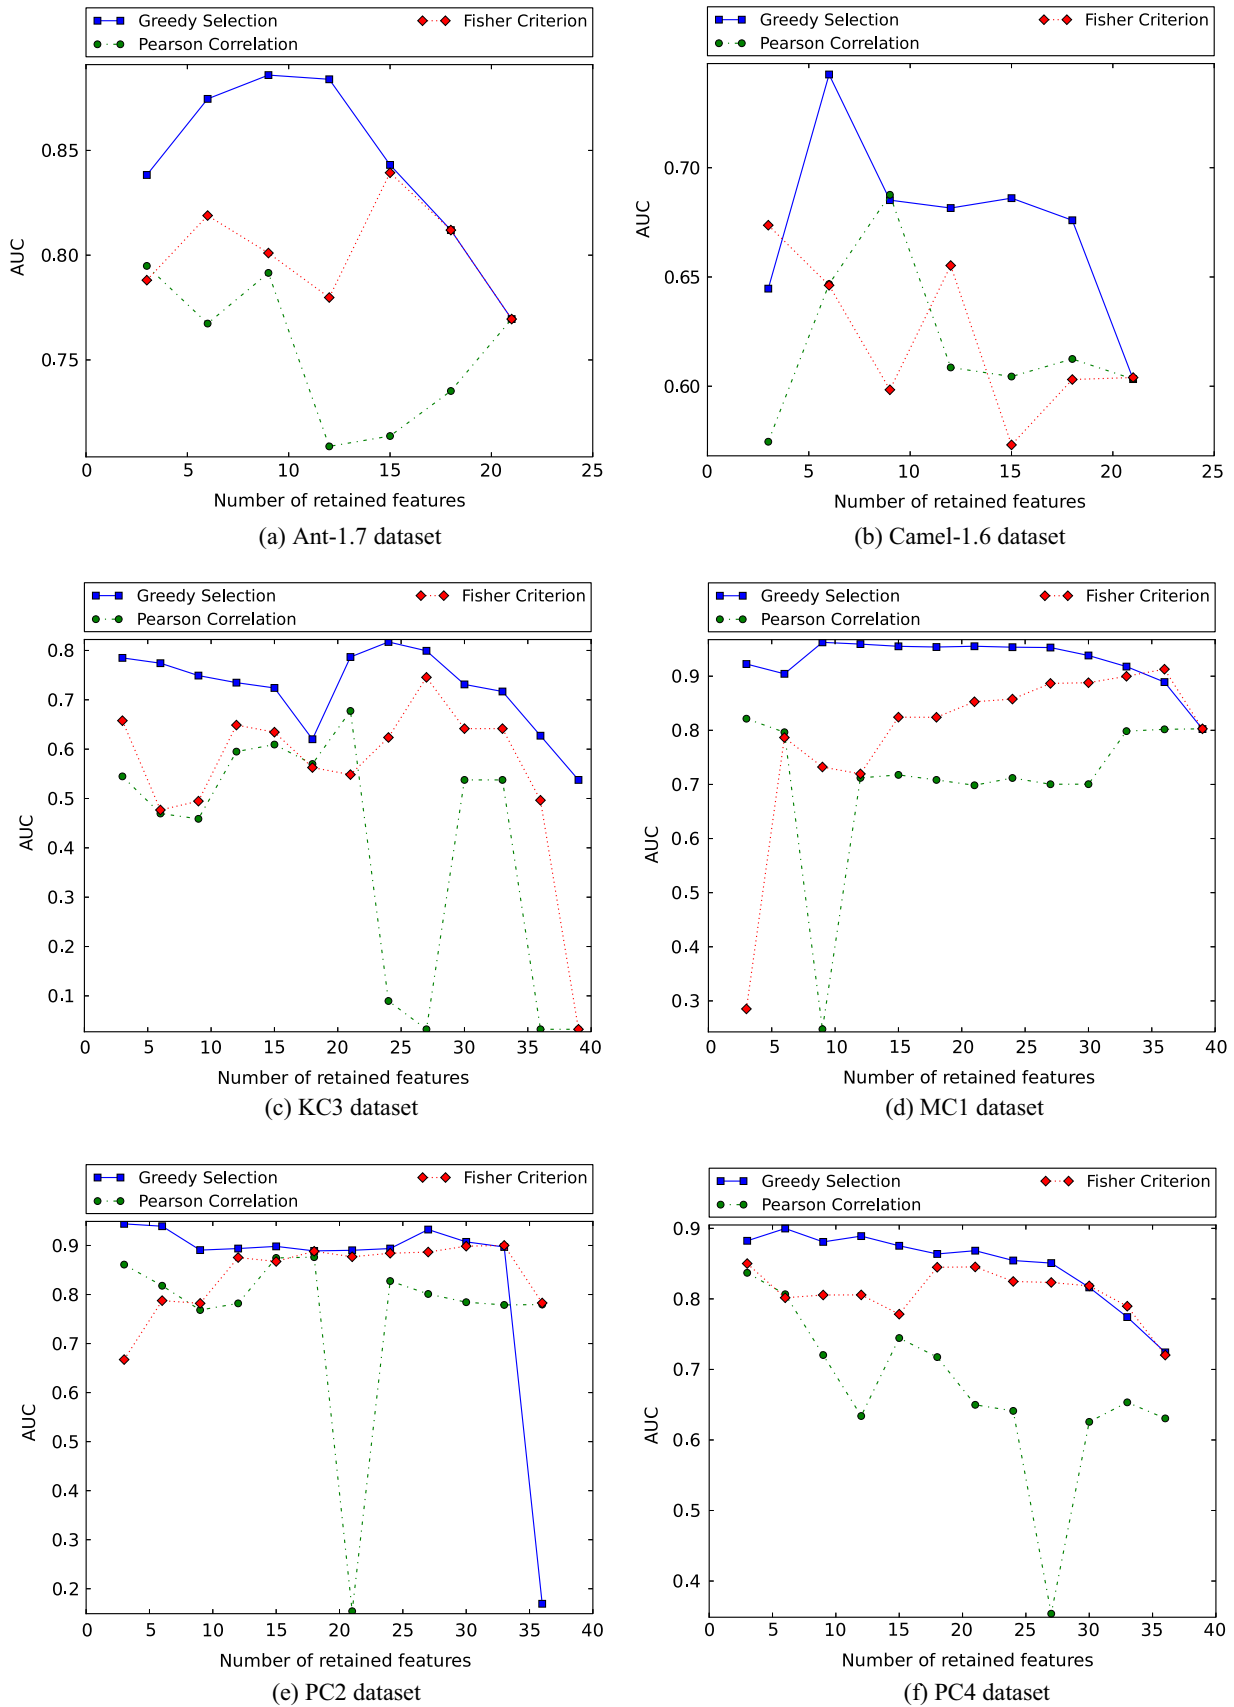 Greedy Selection
Fisher Criterion
Pearson Correlation
AUC
0.85
0.80
0.75
0 5 10 15 20 25
Number of retained features
(a) Ant-1.7 dataset
Greedy Selection
Fisher Criterion
Pearson Correlation
AUC
0.70
0.65
0.60
0 5 10 15 20 25
Number of retained features
(b) Camel-1.6 dataset
Greedy Selection
Fisher Criterion
Pearson Correlation
AUC
0.8
0.7
0.6
0.5
0.4
0.3
0.2
0.1
0 5 10 15 20 25 30 35 40
Number of retained features
(c) KC3 dataset
Greedy Selection
Fisher Criterion
Pearson Correlation
AUC
0.9
0.8
0.7
0.6
0.5
0.4
0.3
0 5 10 15 20 25 30 35 40
Number of retained features
(d) MC1 dataset
Greedy Selection
Fisher Criterion
Pearson Correlation
AUC
0.9
0.8
0.7
0.6
0.5
0.4
0.3
0.2
0 5 10 15 20 25 30 35 40
Number of retained features
(e) PC2 dataset
Greedy Selection
Fisher Criterion
Pearson Correlation
AUC
0.9
0.8
0.7
0.6
0.5
0.4
0 5 10 15 20 25 30 35 40
Number of retained features
(f) PC4 dataset